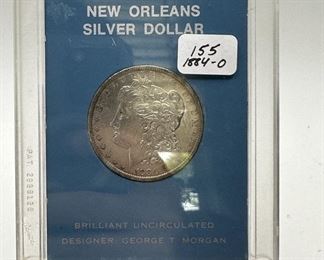 NEW ORLEANS
SILVER DOLLAR
155
1884-O
BRILLIANT UNCIRCULATED
DESIGNER: GEORGE T. MORGAN